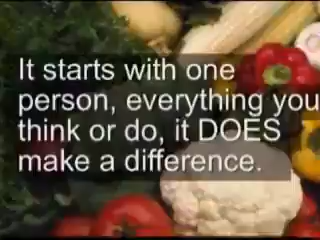 It starts with one
person, everything you
think or do, it DOES
make a difference.